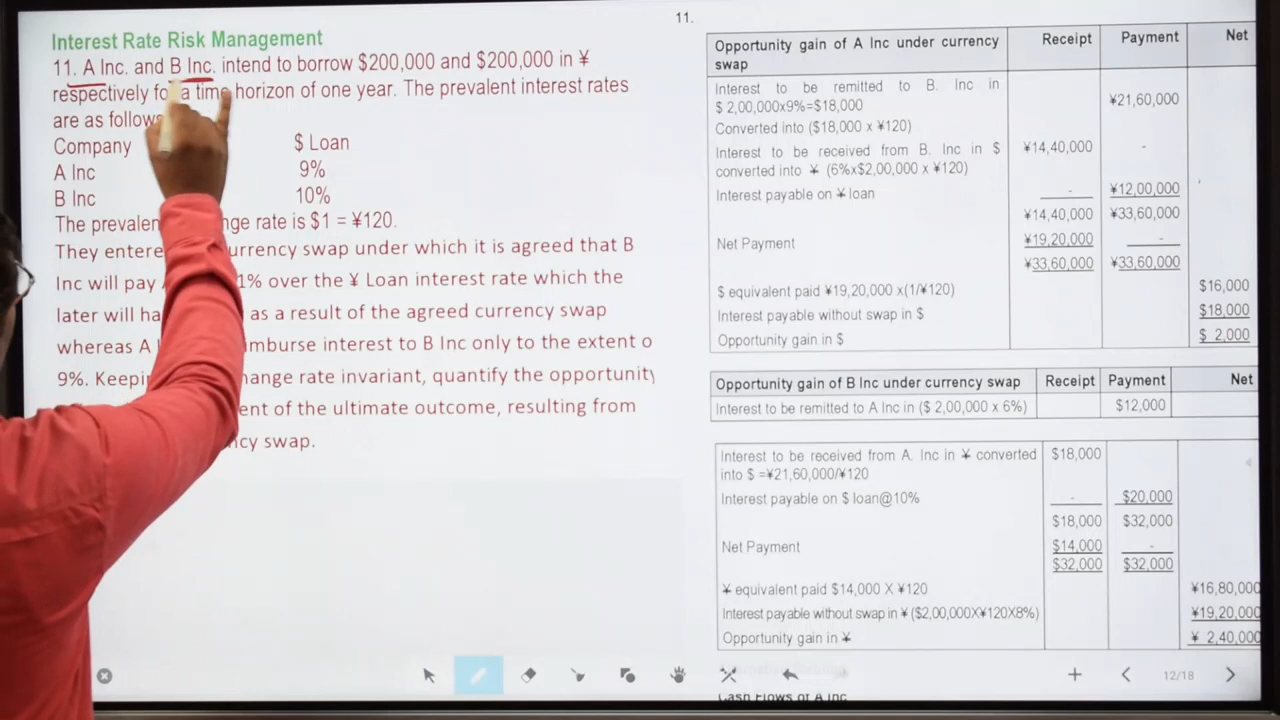 Interest Rate Risk Management
11. A Inc. and B Inc. intend to borrow $200,000 and $200,000 in ¥
respectively for a time horizon of one year. The prevalent interest rates
are as follows
Company $ Loan
A Inc 9%
B Inc 10%
The prevalen nge rate is $1 = ¥120.
They entere urrency swap under which it is agreed that B
Inc will pay 1% over the ¥ Loan interest rate which the
later will ha as a result of the agreed currency swap
whereas A I imburse interest to B Inc only to the extent o
9%. Keepi hange rate invariant, quantify the opportunity
ent of the ultimate outcome, resulting from
ncy swap.
11.
Opportunity gain of A Inc under currency swap Receipt Payment Net
Interest to be remitted to B. Inc in
$ 2,00,000x9%=$18,000 ¥21,60,000
Converted into ($18,000 x ¥120)
Interest to be received from B. Inc in $ ¥14,40,000 -
converted into ¥ (6%x$2,00,000 x ¥120)
Interest payable on ¥ loan - ¥12,00,000
¥14,40,000 ¥33,60,000
Net Payment ¥19,20,000 -
¥33,60,000 ¥33,60,000
$ equivalent paid ¥19,20,000 x(1/¥120) $16,000
Interest payable without swap in $ $18,000
Opportunity gain in $ $ 2,000
Opportunity gain of B Inc under currency swap Receipt Payment Net
Interest to be remitted to A Inc in ($ 2,00,000 x 6%) $12,000
Interest to be received from A. Inc in ¥ converted $18,000
into $ =¥21,60,000/¥120
Interest payable on $ loan@10% - $20,000
$18,000 $32,000
Net Payment $14,000 -
$32,000 $32,000
¥ equivalent paid $14,000 X ¥120 ¥16,80,000
Interest payable without swap in ¥ ($2,00,000X¥120X8%) ¥19,20,000
Opportunity gain in ¥ ¥ 2,40,000
12/18
Cash Flows of A Inc